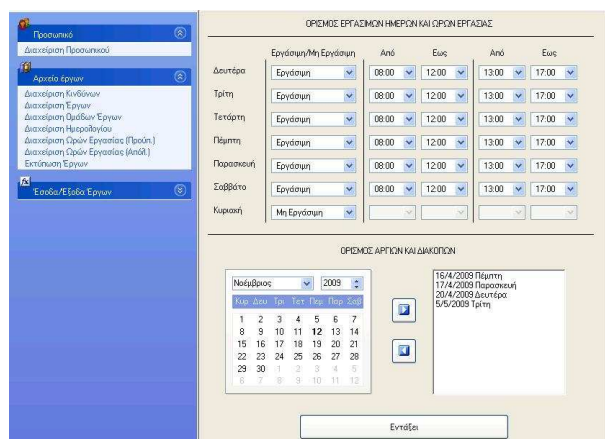 Προσωπικό
Διαχείριση Προσωπικού
Αρχείο έργων
Διαχείριση Κινδύνων
Διαχείριση Έργων
Διαχείριση Ομάδων Έργων
Διαχείριση Ημερολογίου
Διαχείριση Ωρών Εργασίας (Προϋπ.)
Διαχείριση Ωρών Εργασίας (Απολ.)
Εκτύπωση Έργων
fx
Έσοδα/Έξοδα Έργων
ΟΡΙΣΜΟΣ ΕΡΓΑΣΙΜΩΝ ΗΜΕΡΩΝ ΚΑΙ ΩΡΩΝ ΕΡΓΑΣΙΑΣ
Εργάσιμη/Μη Εργάσιμη Από Εως Από Εως
Δευτέρα Εργάσιμη 08:00 12:00 13:00 17:00
Τρίτη Εργάσιμη 08:00 12:00 13:00 17:00
Τετάρτη Εργάσιμη 08:00 12:00 13:00 17:00
Πέμπτη Εργάσιμη 08:00 12:00 13:00 17:00
Παρασκευή Εργάσιμη 08:00 12:00 13:00 17:00
Σαββάτο Εργάσιμη 08:00 12:00 13:00 17:00
Κυριακή Μη Εργάσιμη
ΟΡΙΣΜΟΣ ΑΡΓΙΩΝ ΚΑΙ ΔΙΑΚΟΠΩΝ
Νοέμβριος 2009
Κυρ Δευ Τρι Τετ Πεμ Παρ Σαβ
1 2 3 4 5 6 7
8 9 10 11 12 13 14
15 16 17 18 19 20 21
22 23 24 25 26 27 28
29 30 1 2 3 4 5
6 7 8 9 10 11 12
16/4/2009 Πέμπτη
17/4/2009 Παρασκευή
20/4/2009 Δευτέρα
5/5/2009 Τρίτη
Εντάξει